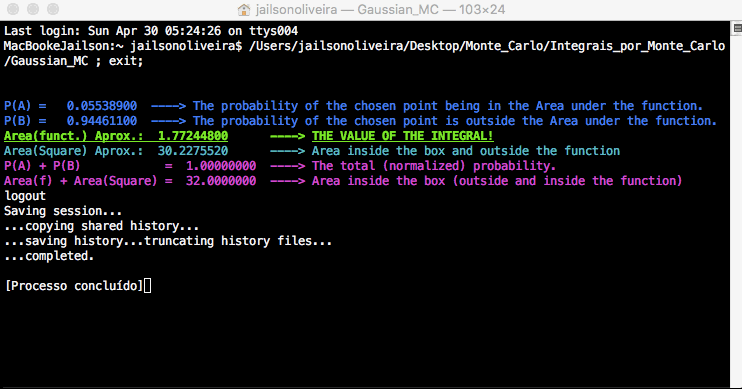 jailsonoliveira — Gaussian_MC — 103×24
Last login: Sun Apr 30 05:24:26 on ttys004
MacBookeJailson:~ jailsonoliveira$ /Users/jailsonoliveira/Desktop/Monte_Carlo/Integrais_por_Monte_Carlo
/Gaussian_MC ; exit;
P(A) =   0.05538900  ----> The probability of the chosen point being in the Area under the function.
P(B) =   0.94461100  ----> The probability of the chosen point is outside the Area under the function.
Area(funct.) Aprox.:  1.77244800      ----> THE VALUE OF THE INTEGRAL!
Area(Square) Aprox.:  30.2275520      ----> Area inside the box and outside the function
P(A) + P(B)            =  1.00000000  ----> The total (normalized) probability.
Area(f) + Area(Square) =  32.0000000  ----> Area inside the box (outside and inside the function)
logout
Saving session...
...copying shared history...
...saving history...truncating history files...
...completed.
[Processo concluído]